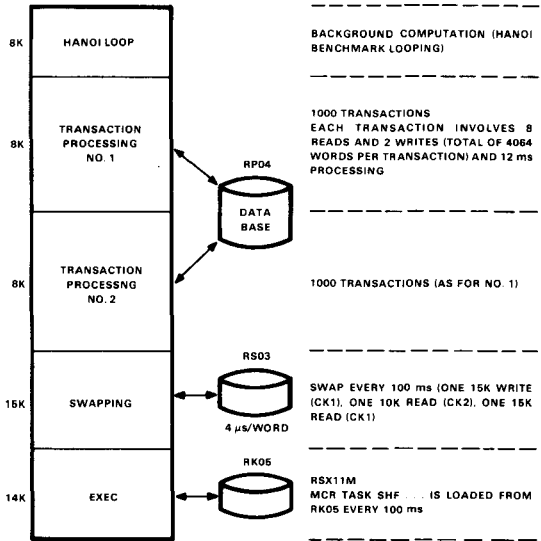 8K
HANOI LOOP
BACKGROUND COMPUTATION (HANOI
BENCHMARK LOOPING)
8K
TRANSACTION
PROCESSING
NO. 1
RP04
DATA
BASE
1000 TRANSACTIONS
EACH TRANSACTION INVOLVES 8
READS AND 2 WRITES (TOTAL OF 4064
WORDS PER TRANSACTION) AND 12 ms
PROCESSING
8K
TRANSACTION
PROCESSNG
NO. 2
1000 TRANSACTIONS (AS FOR NO. 1)
15K
SWAPPING
RS03
4 μs/WORD
SWAP EVERY 100 ms (ONE 15K WRITE
(CK1), ONE 10K READ (CK2), ONE 15K
READ (CK1)
14K
EXEC
RK05
RSX11M
MCR TASK SHF . . . IS LOADED FROM
RK05 EVERY 100 ms